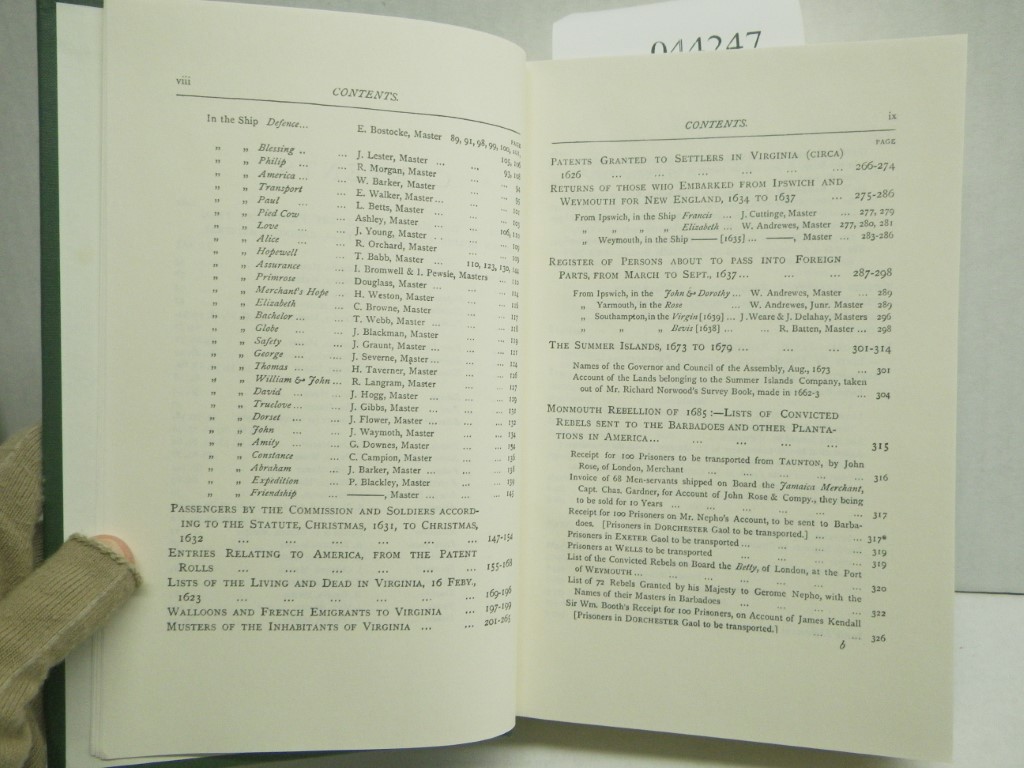 944247
viii
CONTENTS.
PAGE
In the Ship Defence... E. Bostocke, Master 89, 91, 98, 99, 100,
„ „ Blessing .. ... J. Lester, Master ...
„ „ Philip ... ... R. Morgan, Master ...
„ „ America ... ... W. Barker, Master ...
„ „ Transport E. Walker, Master ...
„ „ Paul ... ... L. Betts, Master ...
„ „ Pied Cow ... Ashley, Master ...
„ „ Love ... ... J. Young, Master . . 106,
„ „ Alice ... ... R. Orchard, Master ...
„ „ Hopewell ... T. Babb, Master ... 110, 123, 130,
„ „ Assurance ... I. Bromwell & I. Pewsie, Masters ...
„ „ Primrose ... Douglass, Master ...
„ „ Merchant's Hope .. H. Weston, Master
„ „ Elizabeth ... C. Browne, Master
„ „ Bachelor ... ... T. Webb, Master ...
„ „ Globe ... ... J. Blackman, Master
„ „ Safety ... ... J. Graunt, Master ...
„ „ George ... ... J. Severne, Master ...
„ „ Thomas ... ... H. Taverner, Master
„ „ William & John ... R. Langram, Master
„ „ David ... ... J. Hogg, Master ...
„ „ Truelove ... ... J. Gibbs, Master ...
„ „ Dorset ... ... J. Flower, Master ...
„ „ John ... ... J. Waymoth, Master
„ „ Amity ... ... G. Downes, Master
„ „ Constance ... C. Campion, Master
„ „ Abraham ... J. Barker, Master ...
„ „ Expedition ... P. Blackley, Master
„ „ Friendship ... ———, Master ...
PASSENGERS BY THE COMMISSION AND SOLDIERS ACCORD-
ING TO THE STATUTE, CHRISTMAS, 1631, TO CHRISTMAS,
1632 ... ... ... ... ... ... 147-154
ENTRIES RELATING TO AMERICA, FROM THE PATENT
ROLLS ... ... ... ... ... ... 155-168
LISTS OF THE LIVING AND DEAD IN VIRGINIA, 16 FEBY.,
1623 ... ... ... ... ... ... 169-196
WALLOONS AND FRENCH EMIGRANTS TO VIRGINIA ... ... 197-199
MUSTERS OF THE INHABITANTS OF VIRGINIA ... ... 201-265
ix
CONTENTS.
PAGE
PATENTS GRANTED TO SETTLERS IN VIRGINIA (CIRCA)
1626 ... ... ... ... ... ... 266-274
RETURNS OF THOSE WHO EMBARKED FROM IPSWICH AND
WEYMOUTH FOR NEW ENGLAND, 1634 TO 1637 ... 275-286
From Ipswich, in the Ship Francis ... J. Cuttinge, Master ... 277, 279
„ „ „ „ Elizabeth ... W. Andrewes, Master 277, 280, 281
„ Weymouth, in the Ship ——— [1635] ... ———, Master ... 283-286
REGISTER OF PERSONS ABOUT TO PASS INTO FOREIGN
PARTS, FROM MARCH TO SEPT., 1637 ... ... ... 287-298
From Ipswich, in the John & Dorothy ... W. Andrewes, Master ... 289
„ Yarmouth, in the Rose ... W. Andrewes, Junr. Master 289
„ Southampton, in the Virgin [1639] ... J. Weare & J. Delahay, Masters 296
„ „ „ Bevis [1638] ... ... R. Batten, Master ... 298
THE SUMMER ISLANDS, 1673 TO 1679 ... ... ... 301-314
Names of the Governor and Council of the Assembly, Aug., 1673 ... 301
Account of the Lands belonging to the Summer Islands Company, taken
out of Mr. Richard Norwood's Survey Book, made in 1662-3 ... 304
MONMOUTH REBELLION OF 1685:—LISTS OF CONVICTED
REBELS SENT TO THE BARBADOES AND OTHER PLANTA-
TIONS IN AMERICA ... ... ... ... ... 315
Receipt for 100 Prisoners to be transported from TAUNTON, by John
Rose, of London, Merchant ... ... ... ... 316
Invoice of 68 Men-servants shipped on Board the Jamaica Merchant,
Capt. Chas. Gardner, for Account of John Rose & Compy., they being
to be sold for 10 Years ... ... ... ... ... 317
Receipt for 100 Prisoners on Mr. Nepho's Account, to be sent to Barba-
does. [Prisoners in DORCHESTER Gaol to be transported.] ... ... 317*
Prisoners in EXETER Gaol to be transported ... ... ... 319
Prisoners at WELLS to be transported ... ... ... 319
List of the Convicted Rebels on Board the Betty, of London, at the Port
of WEYMOUTH ... ... ... ... ... 320
List of 72 Rebels Granted by his Majesty to Gerome Nepho, with the
Names of their Masters in Barbadoes ... ... ... 322
Sir Wm. Booth's Receipt for 100 Prisoners, on Account of James Kendall
[Prisoners in DORCHESTER Gaol to be transported.] ... ... 326
b